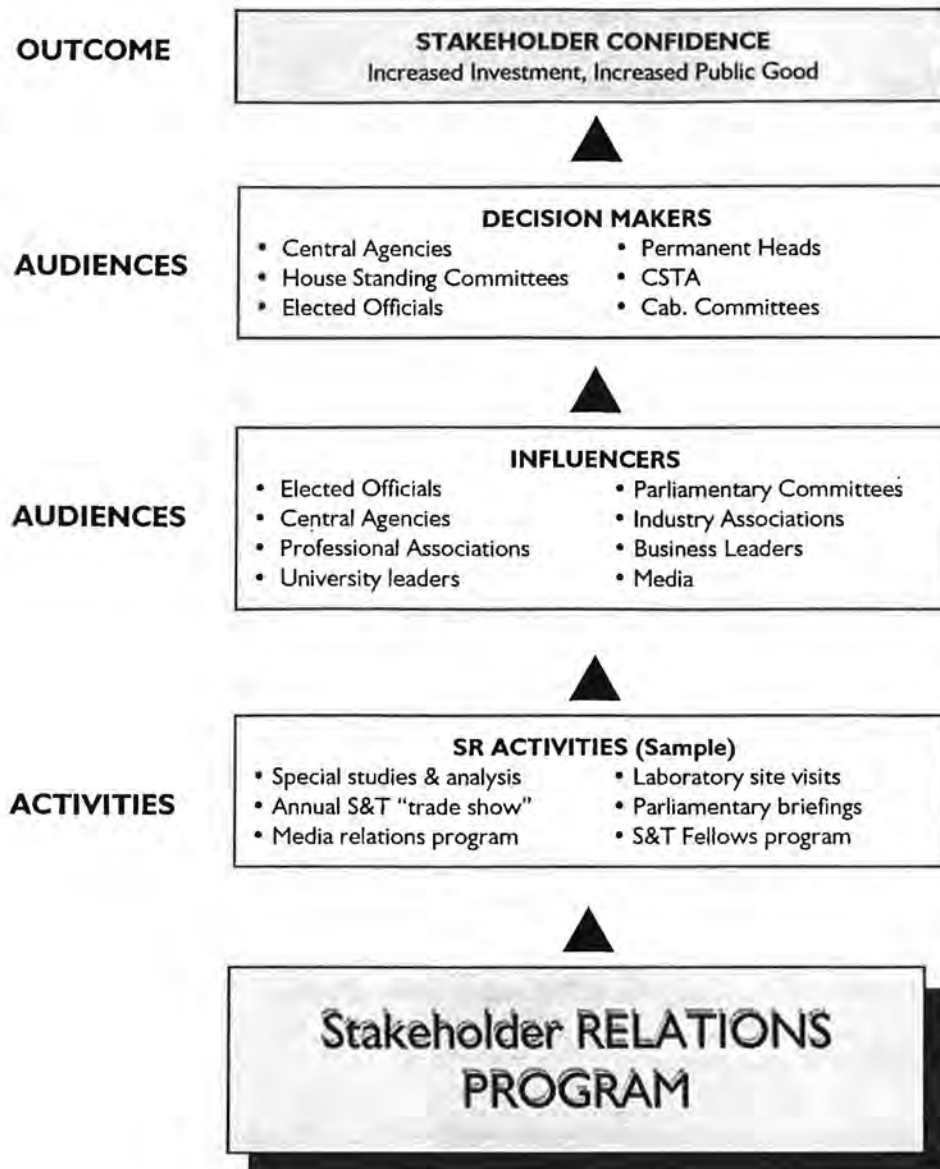 OUTCOME
STAKEHOLDER CONFIDENCE
Increased Investment, Increased Public Good
AUDIENCES
DECISION MAKERS
• Central Agencies
• House Standing Committees
• Elected Officials
• Permanent Heads
• CSTA
• Cab. Committees
AUDIENCES
INFLUENCERS
• Elected Officials
• Central Agencies
• Professional Associations
• University leaders
• Parliamentary Committees
• Industry Associations
• Business Leaders
• Media
ACTIVITIES
SR ACTIVITIES (Sample)
• Special studies & analysis
• Annual S&T "trade show"
• Media relations program
• Laboratory site visits
• Parliamentary briefings
• S&T Fellows program
Stakeholder RELATIONS
PROGRAM